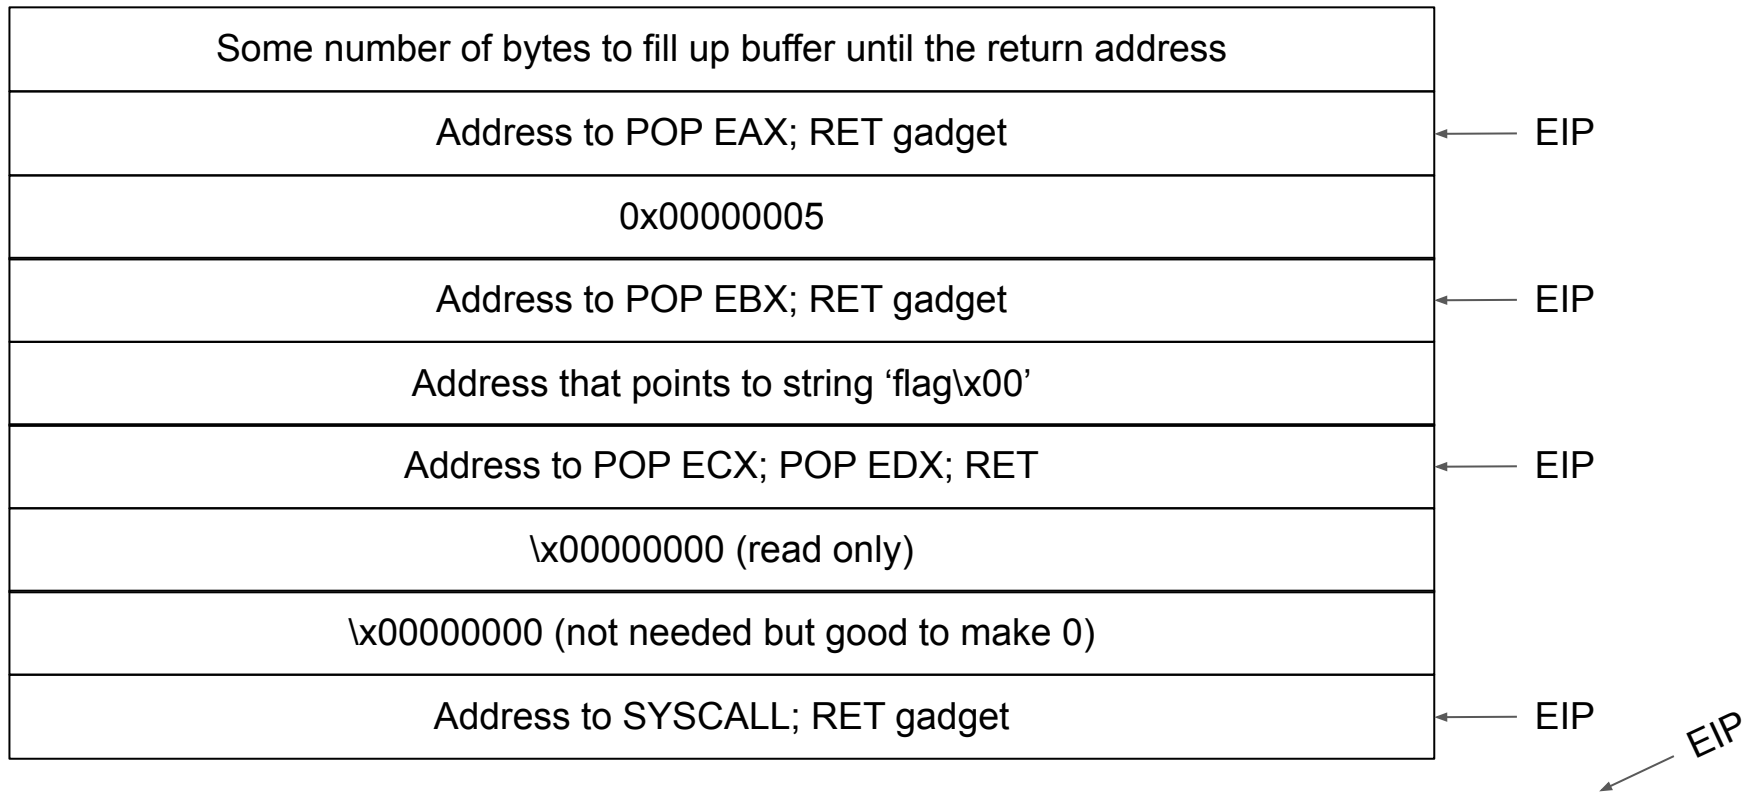 Some number of bytes to fill up buffer until the return address
Address to POP EAX; RET gadget
EIP
0x00000005
Address to POP EBX; RET gadget
EIP
Address that points to string ‘flag\x00’
Address to POP ECX; POP EDX; RET
EIP
\x00000000 (read only)
\x00000000 (not needed but good to make 0)
Address to SYSCALL; RET gadget
EIP
EIP